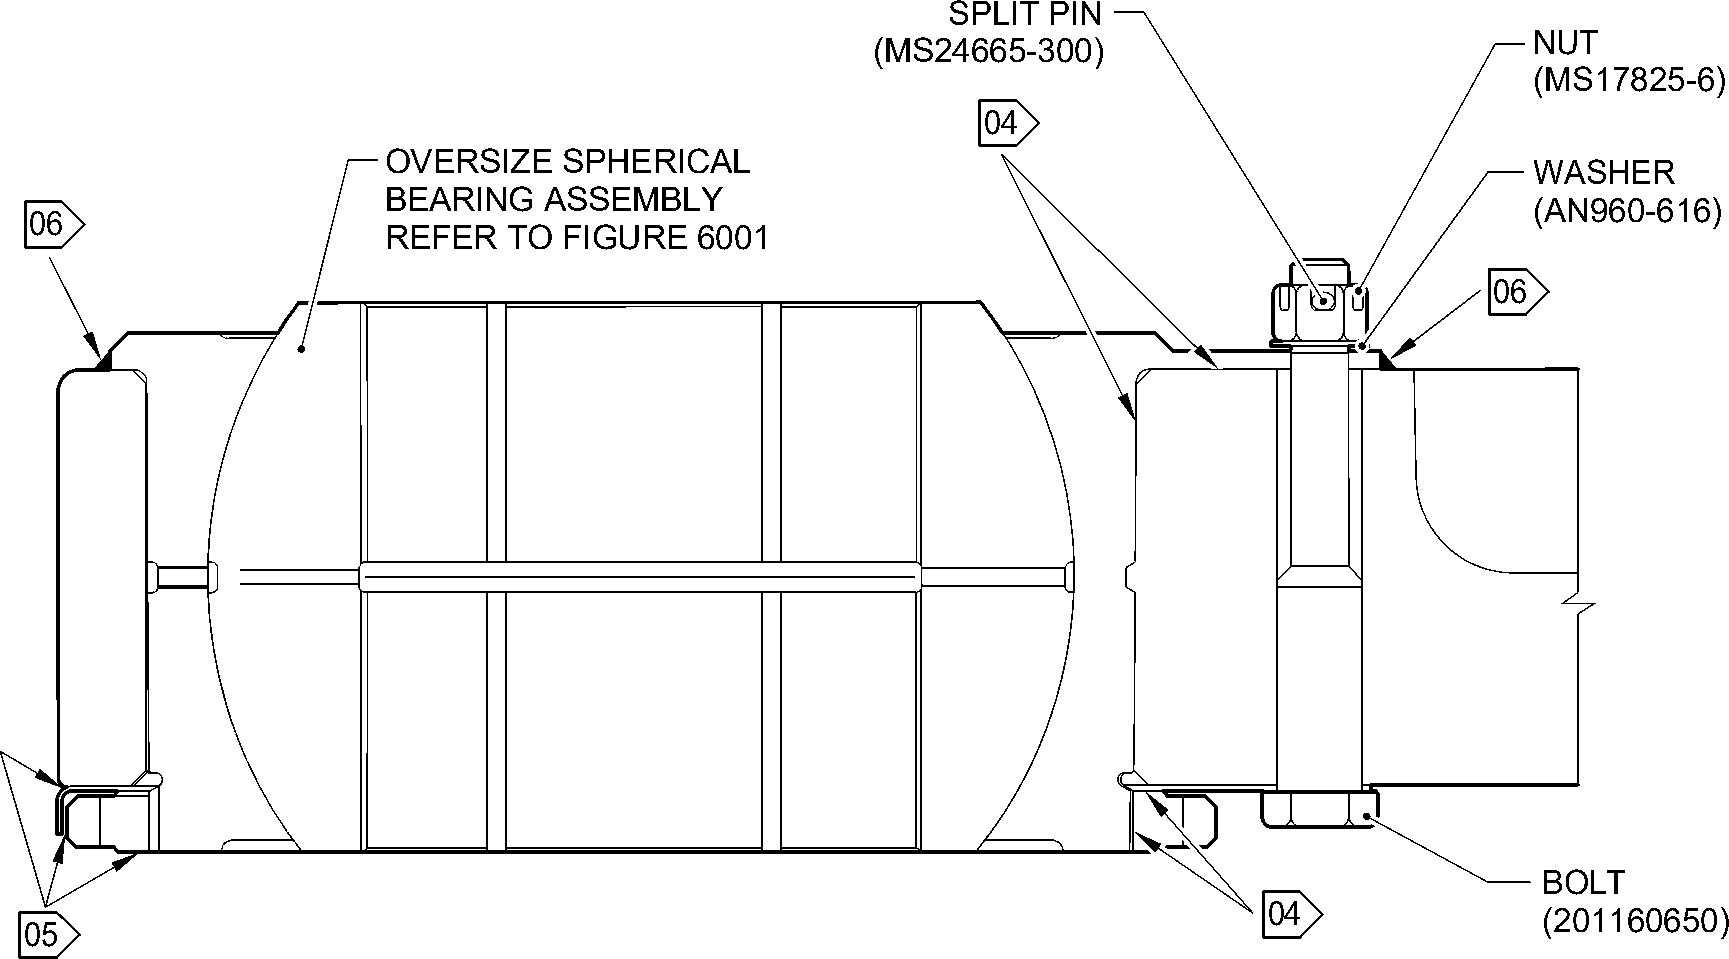 SPLIT PIN
(MS24665-300)
NUT
(MS17825-6)
04
OVERSIZE SPHERICAL
BEARING ASSEMBLY
REFER TO FIGURE 6001
WASHER
(AN960-616)
06
06
BOLT
(201160650)
04
05